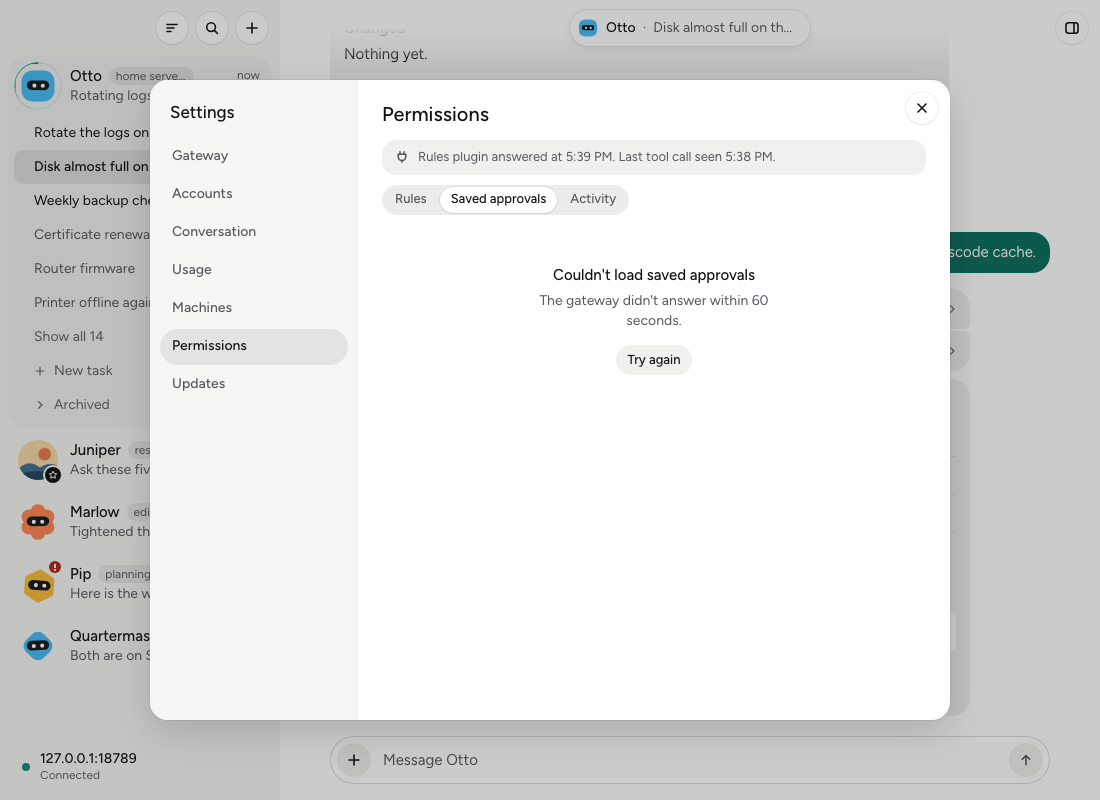 Changed
Otto · Disk almost full on th...
Nothing yet.
Otto home serve... now
Rotating logs
Rotate the logs on
Disk almost full on
Weekly backup che
Certificate renewa
Router firmware
Printer offline agai
Show all 14
New task
Archived
Juniper res
Ask these fiv
Marlow edi
Tightened th
Pip planning
Here is the w
Quartermas
Both are on S
127.0.0.1:18789
Connected
Settings
Gateway
Accounts
Conversation
Usage
Machines
Permissions
Updates
Permissions
Rules plugin answered at 5:39 PM. Last tool call seen 5:38 PM.
Rules Saved approvals Activity
Couldn't load saved approvals
The gateway didn't answer within 60
seconds.
Try again
scode cache.
Message Otto